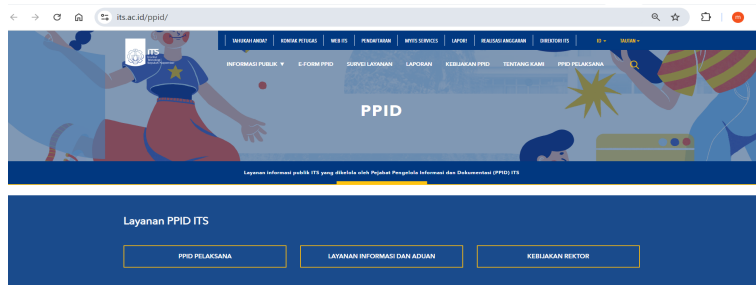 its.ac.id/ppid/
m
TAHUKAH ANDA? KONTAK PETUGAS WEB ITS PENDAFTARAN MYITS SERVICES LAPOR! REALISASI ANGGARAN DIREKTORI ITS ID TAUTAN
ITS
INFORMASI PUBLIK ▼ E-FORM PPID SURVEI LAYANAN LAPORAN KEBIJAKAN PPID TENTANG KAMI PPID PELAKSANA
PPID
Layanan informasi publik ITS yang dikelola oleh Pejabat Pengelola Informasi dan Dokumentasi (PPID) ITS
Layanan PPID ITS
PPID PELAKSANA LAYANAN INFORMASI DAN ADUAN KEBIJAKAN REKTOR